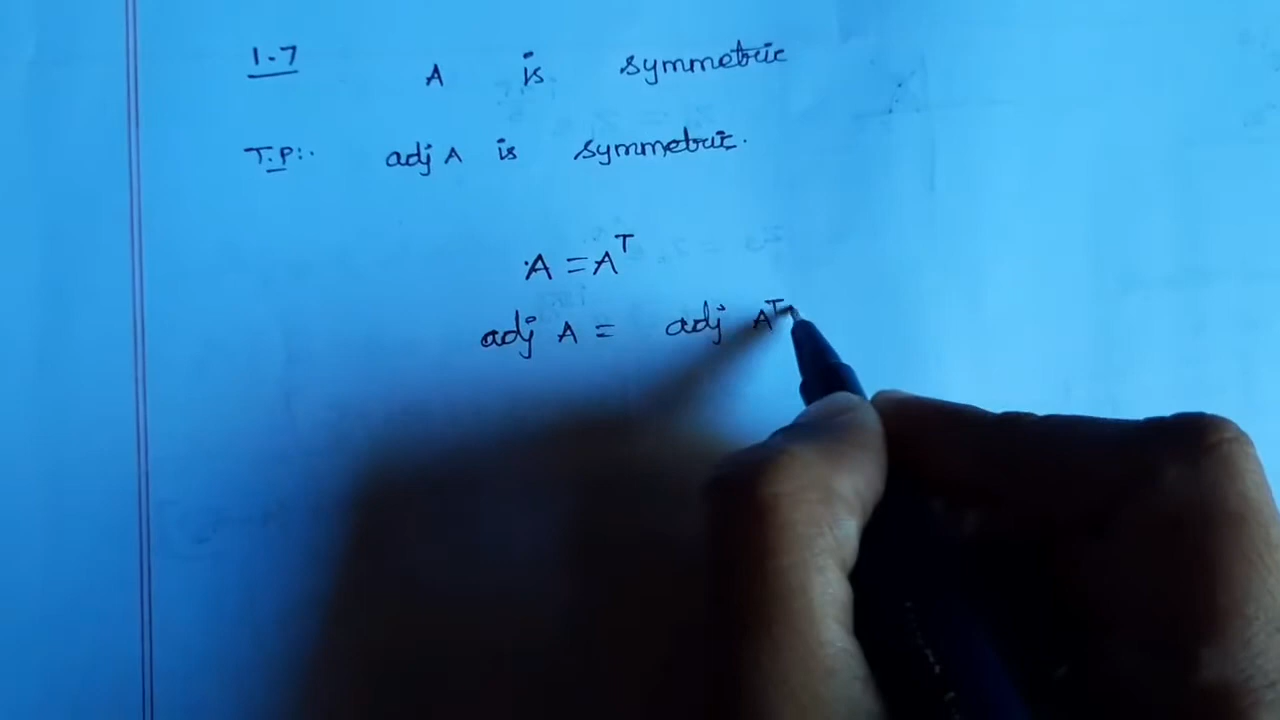 1.7 A is symmetric
T.P:. adj A is symmetric.
A = A^T
adj A = adj A^T